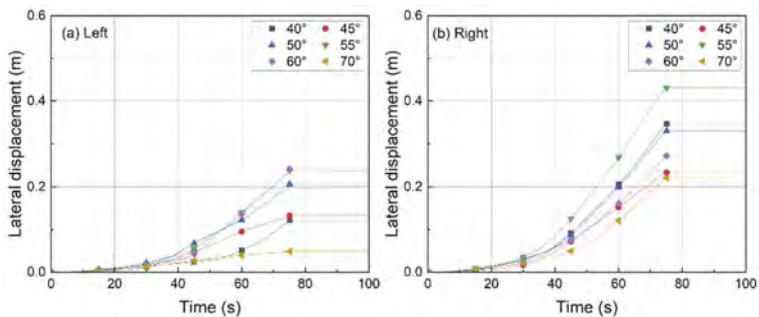 (a) Left
40° 45°
50° 55°
60° 70°
Lateral displacement (m)
0.6
0.4
0.2
0.0
0 20 40 60 80 100
Time (s)
(b) Right
40° 45°
50° 55°
60° 70°
Lateral displacement (m)
0.6
0.4
0.2
0.0
0 20 40 60 80 100
Time (s)